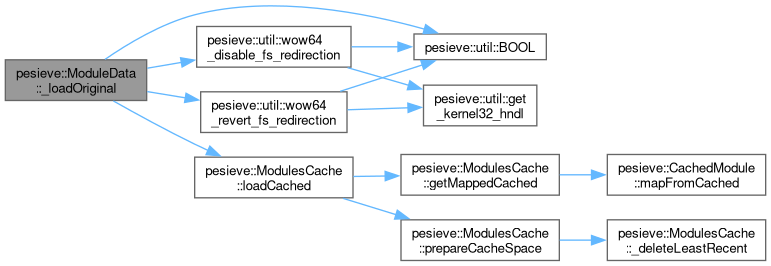 pesieve::ModuleData
::_loadOriginal
pesieve::util::wow64
_disable_fs_redirection
pesieve::util::BOOL
pesieve::util::wow64
_revert_fs_redirection
pesieve::util::get
_kernel32_hndl
pesieve::ModulesCache
::loadCached
pesieve::ModulesCache
::getMappedCached
pesieve::CachedModule
::mapFromCached
pesieve::ModulesCache
::prepareCacheSpace
pesieve::ModulesCache
::_deleteLeastRecent